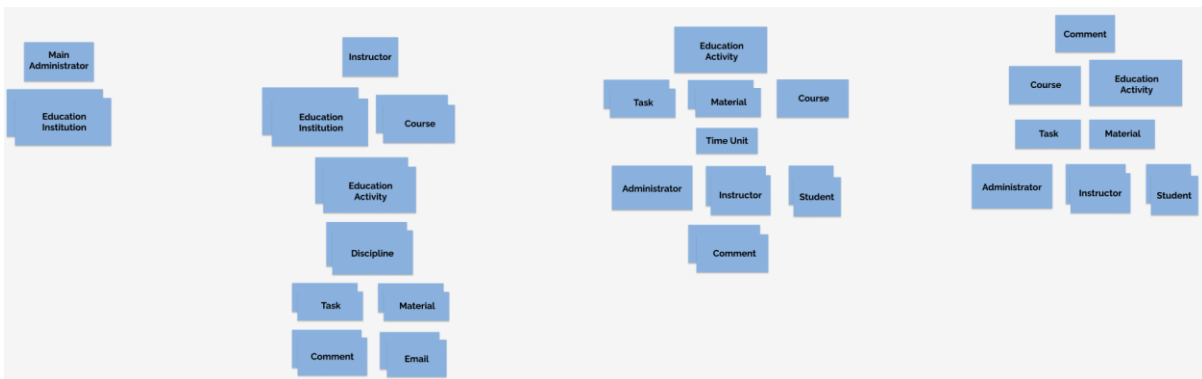 Main
Administrator
Education
Institution
Instructor
Education
Institution
Course
Education
Activity
Discipline
Task
Material
Comment
Email
Education
Activity
Task
Material
Course
Time Unit
Administrator
Instructor
Student
Comment
Comment
Course
Education
Activity
Task
Material
Administrator
Instructor
Student